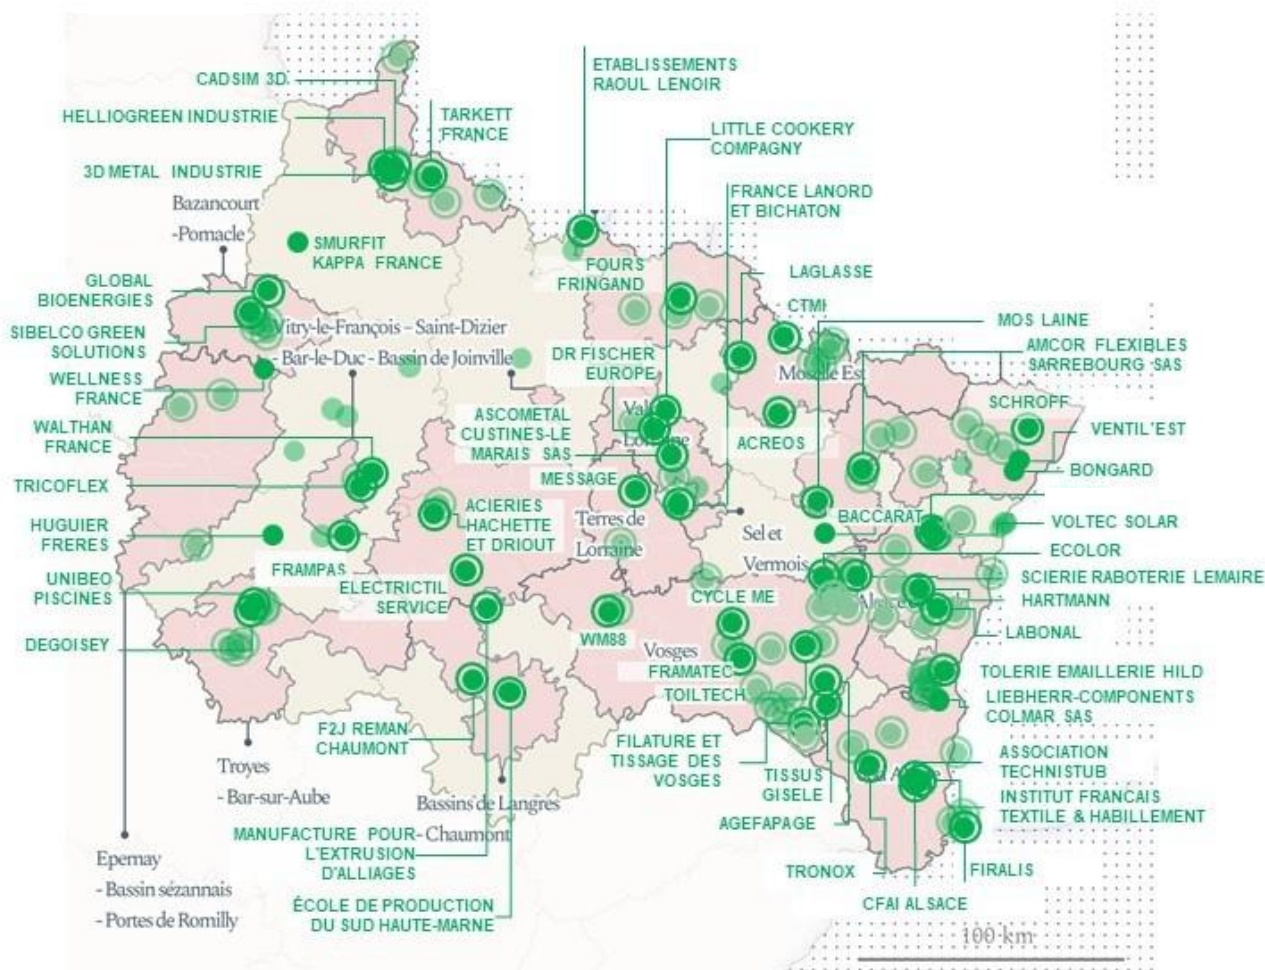 CADSIM 3D
HELLIOGREEN INDUSTRIE
3D METAL INDUSTRIE
TARKETT
FRANCE
ETABLISSEMENTS
RAOUL LENOIR
LITTLE COOKERY
COMPAGNY
FRANCE LANORD
ET BICHATON
Bazancourt
-Pomacle
SMURFIT
KAPPA FRANCE
FOURS
FRINGAND
LAGLASSE
CTMI
MOS LAINE
AMCOR FLEXIBLES
SARREBOURG SAS
GLOBAL
BIOENERGIES
SIBELCO GREEN
SOLUTIONS
Vitry-le-François – Saint-Dizier
- Bar-le-Duc - Bassin de Joinville
DR FISCHER
EUROPE
Moselle Est
WELLNESS
FRANCE
WALTHAN
FRANCE
TRICOFLEX
ASCOMETAL
CUSTINES-LE
MARAIS SAS
MESSAGE
ACREOS
SCHROFF
VENTIL'EST
BONGARD
HUGUIER
FRERES
ACIERIES
HACHETTE
ET DRIOUT
Terres de
Lorraine
Sel et
Vermois
BACCARAT
VOLTEC SOLAR
ECOLOR
UNIBEO
PISCINES
FRAMPAS
ELECTRICTIL
SERVICE
CYCLE ME
SCIERIE RABOTERIE LEMAIRE
HARTMANN
LABONAL
DEGOISEY
WM88
Vosges
FRAMATEC
TOILTECH
TOLERIE EMAILLERIE HILD
LIEBHERR-COMPONENTS
COLMAR SAS
F2J REMAN
CHAUMONT
FILATURE ET
TISSAGE DES
VOSGES
TISSUS
GISELE
AGEFAPAGE
ASSOCIATION
TECHNISTUB
INSTITUT FRANCAIS
TEXTILE & HABILLEMENT
Troyes
- Bar-sur-Aube
Bassins de Langres
- Chaumont
MANUFACTURE POUR
L'EXTRUSION
D'ALLIAGES
Epernay
- Bassin sézannais
- Portes de Romilly
ÉCOLE DE PRODUCTION
DU SUD HAUTE-MARNE
TRONOX
FIRALIS
CFAI ALSACE
100 km